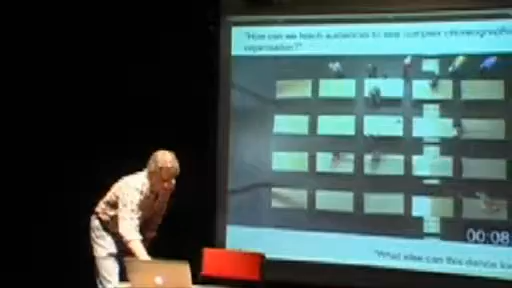 "How can we teach audiences to see complex choreographic
organisation?"
00:08
"What else can this dance